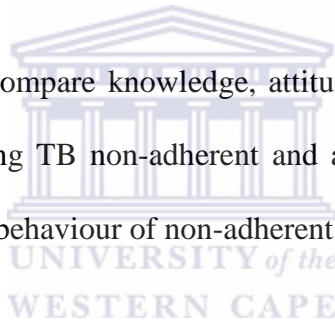 ompare knowledge, attitu
ng TB non-adherent and a
behaviour of non-adherent
UNIVERSITY of the
WESTERN CAPE